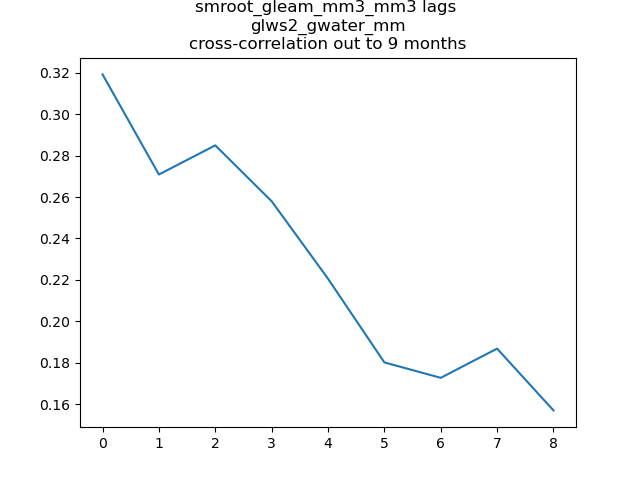 smroot_gleam_mm3_mm3 lags
glws2_gwater_mm
cross-correlation out to 9 months
0.32
0.30
0.28
0.26
0.24
0.22
0.20
0.18
0.16
0 1 2 3 4 5 6 7 8